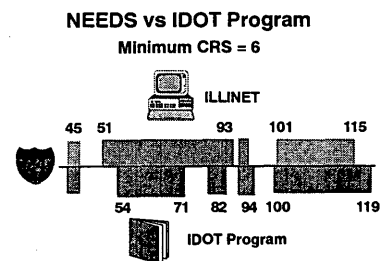 NEEDS vs IDOT Program
Minimum CRS = 6
ILLINET
45 51 93 101 115
54 71 82 94 100 119
IDOT Program